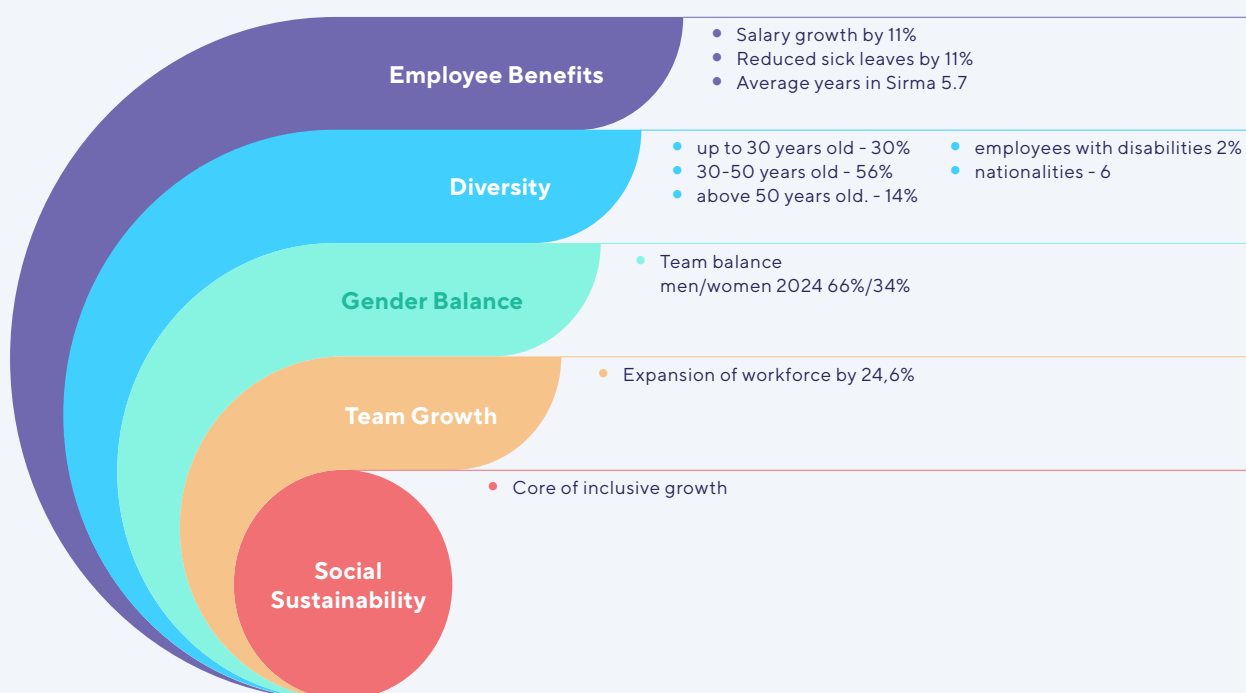 Employee Benefits
Salary growth by 11%
Reduced sick leaves by 11%
Average years in Sirma 5.7
Diversity
up to 30 years old - 30%
30-50 years old - 56%
above 50 years old. - 14%
employees with disabilities 2%
nationalities - 6
Gender Balance
Team balance
men/women 2024 66%/34%
Team Growth
Expansion of workforce by 24,6%
Core of inclusive growth
Social
Sustainability